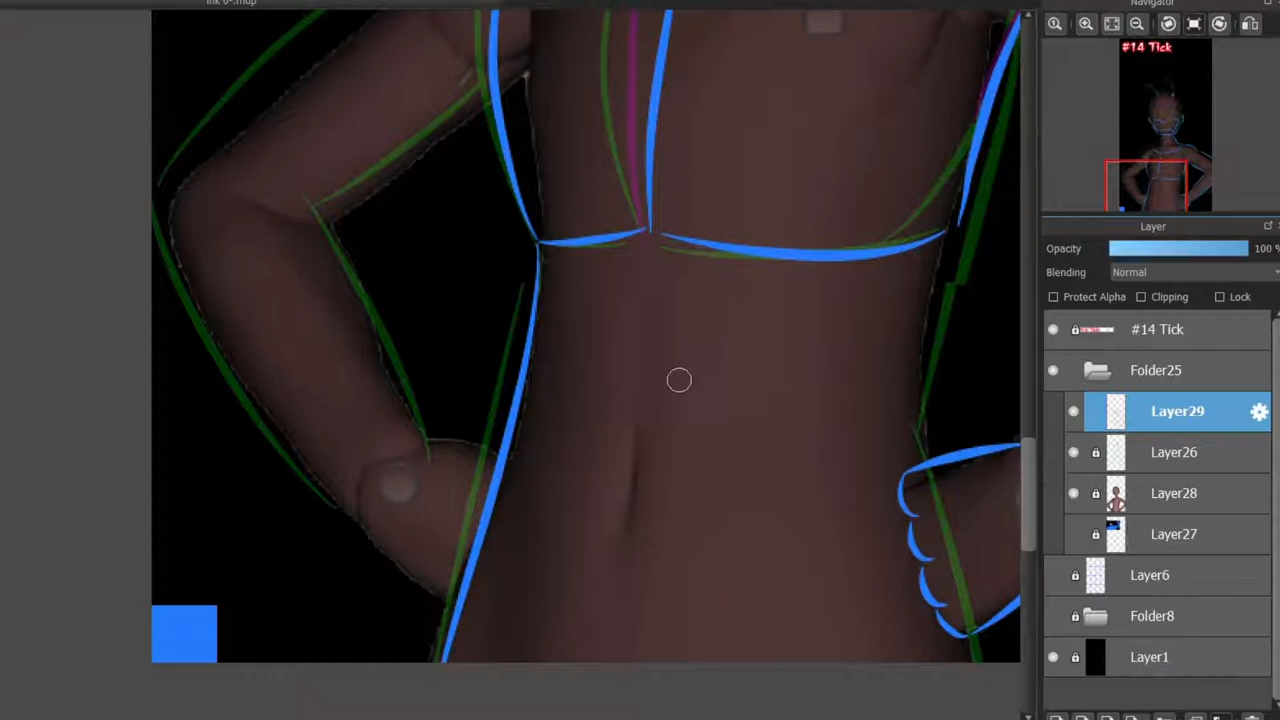 Ink 6-.mdp
Navigator
#14 Tick
Layer
Opacity 100 %
Blending Normal
Protect Alpha Clipping Lock
#14 Tick
Folder25
Layer29
Layer26
Layer28
Layer27
Layer6
Folder8
Layer1